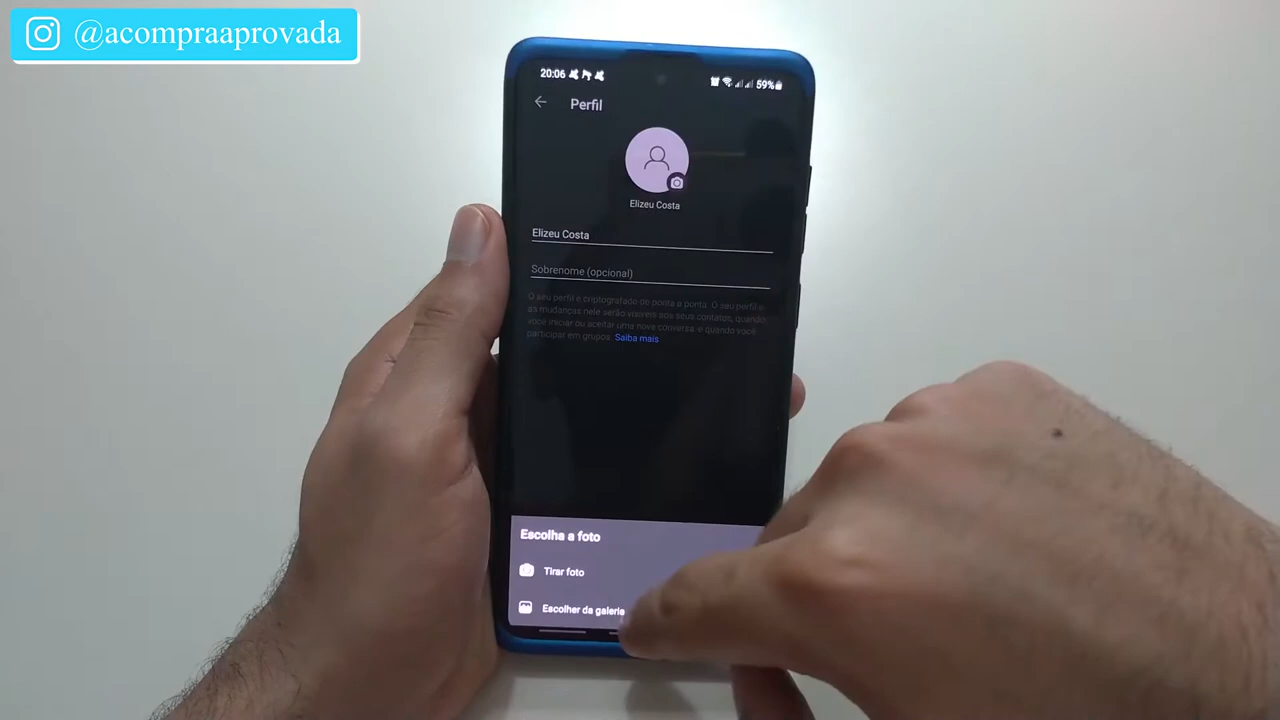 @acompraaprovada
20:06
59%
Perfil
Elizeu Costa
Elizeu Costa
Sobrenome (opcional)
O seu perfil é criptografado de ponta a ponta. O seu perfil e
as mudanças nele serão visíveis aos seus contatos, quando
você iniciar ou aceitar uma nova conversa, e quando você
participar em grupos. Saiba mais
Escolha a foto
Tirar foto
Escolher da galeria